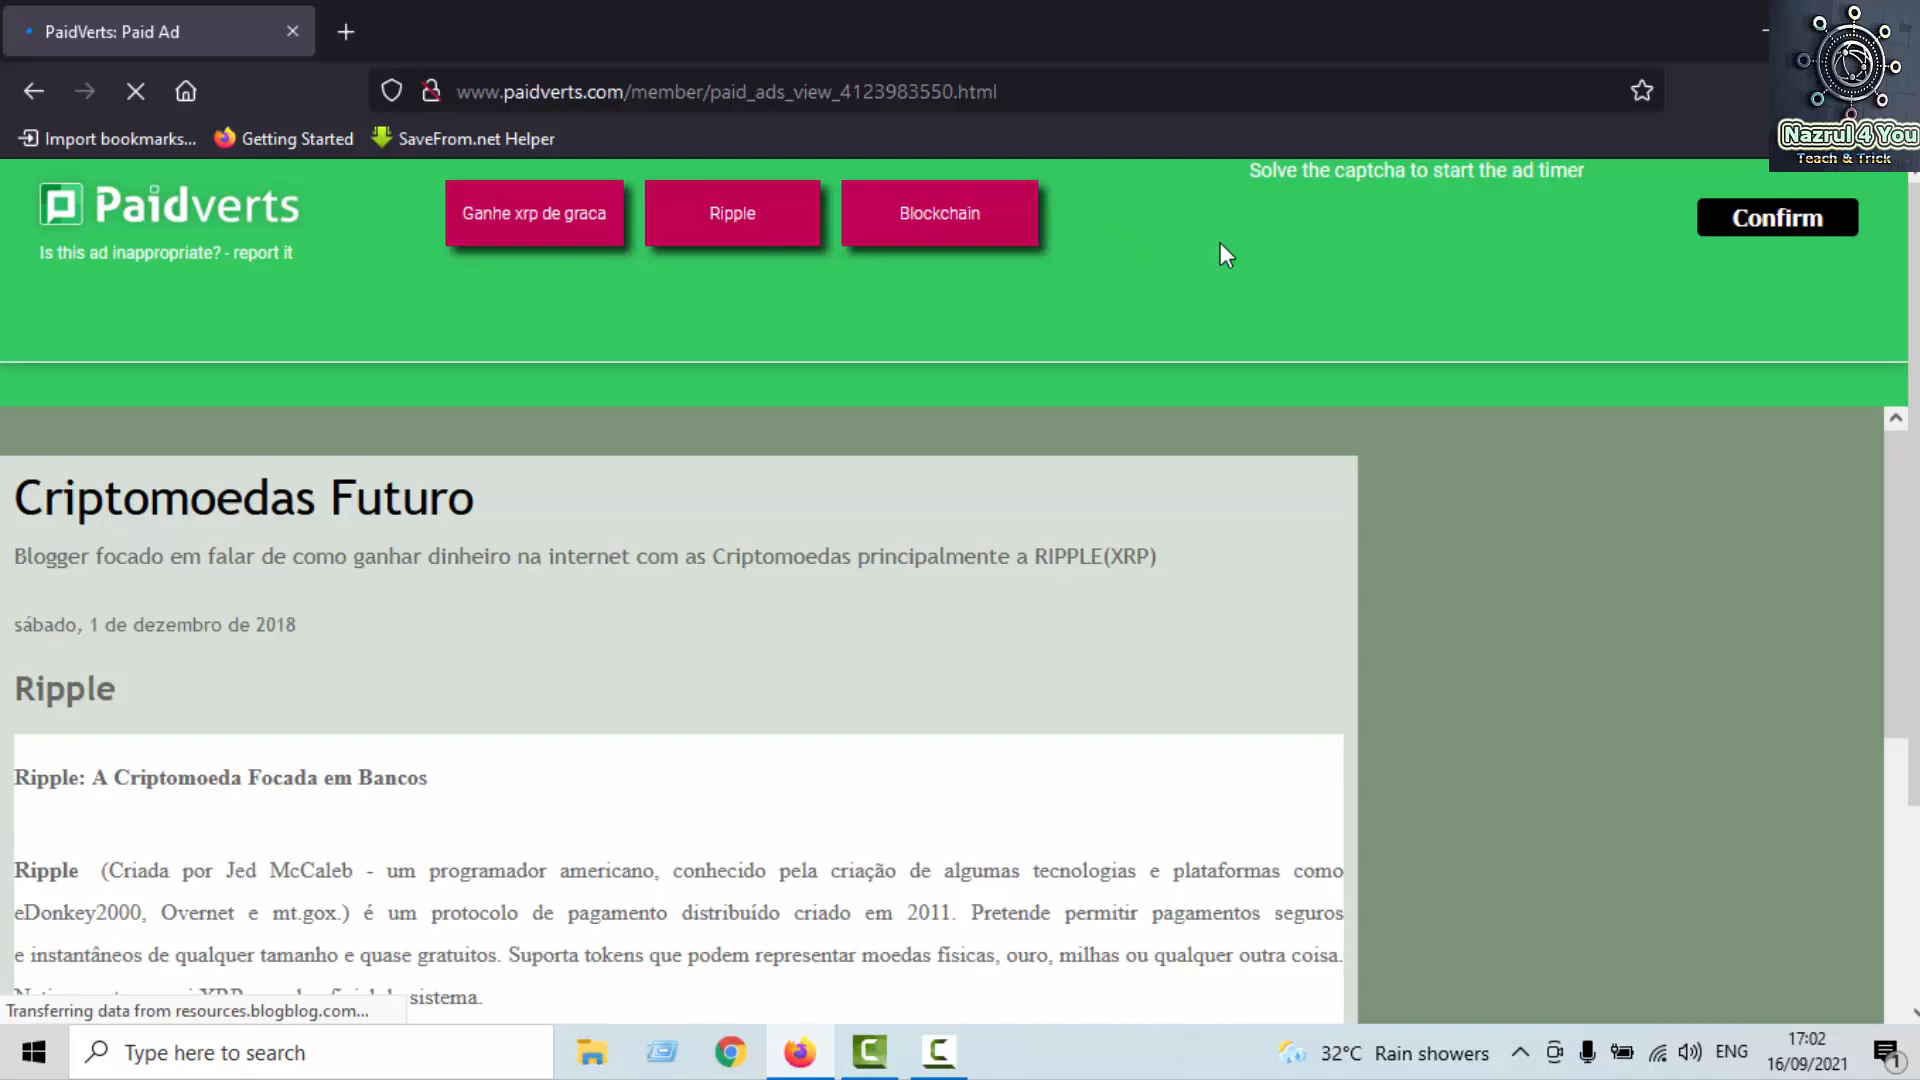 PaidVerts: Paid Ad
www.paidverts.com/member/paid_ads_view_4123983550.html
Import bookmarks... Getting Started SaveFrom.net Helper
Nazrul 4 You
Teach & Trick
Solve the captcha to start the ad timer
Paidverts
Ganhe xrp de graca Ripple Blockchain
Confirm
Is this ad inappropriate? - report it
Criptomoedas Futuro
Blogger focado em falar de como ganhar dinheiro na internet com as Criptomoedas principalmente a RIPPLE(XRP)
sábado, 1 de dezembro de 2018
Ripple
Ripple: A Criptomoeda Focada em Bancos
Ripple (Criada por Jed McCaleb - um programador americano, conhecido pela criação de algumas tecnologias e plataformas como
eDonkey2000, Overnet e mt.gox.) é um protocolo de pagamento distribuído criado em 2011. Pretende permitir pagamentos seguros
e instantâneos de qualquer tamanho e quase gratuitos. Suporta tokens que podem representar moedas físicas, ouro, milhas ou qualquer outra coisa.
sistema.
Transferring data from resources.blogblog.com...
Type here to search
32°C Rain showers
ENG
17:02
16/09/2021
1